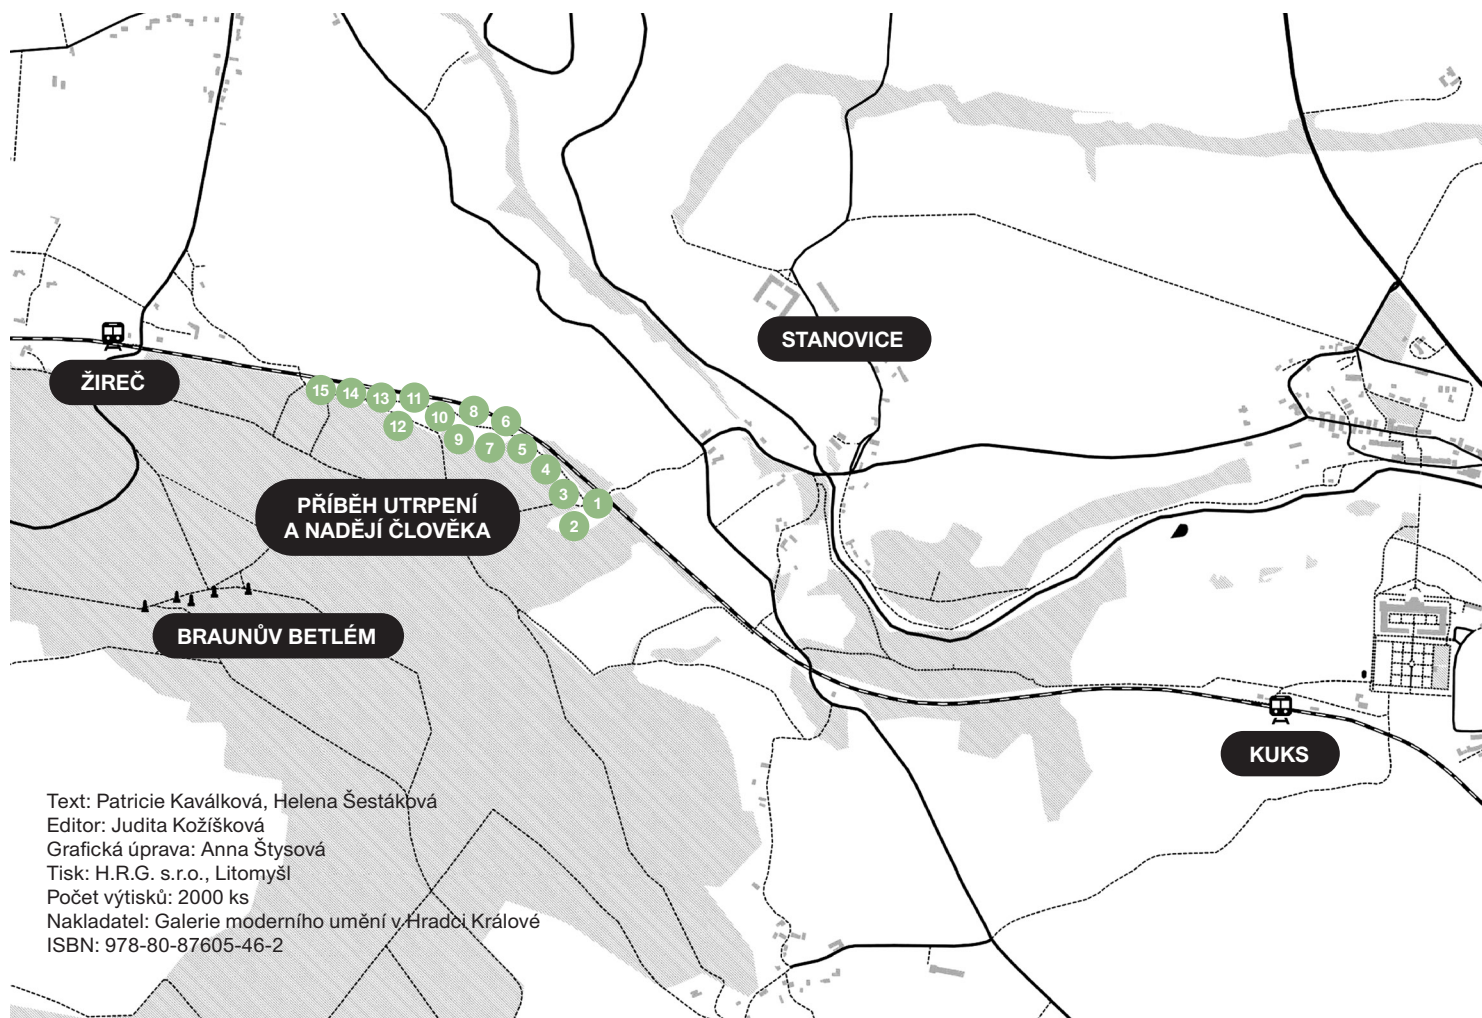 STANOVICE
ŽIREČ
15
14
13
11
12
10
8
6
9
7
5
4
3
1
2
PŘÍBĚH UTRPENÍ
A NADĚJÍ ČLOVĚKA
BRAUNŮV BETLÉM
KUKS
Text: Patricie Kaválková, Helena Šestáková
Editor: Judita Kožíšková
Grafická úprava: Anna Štysová
Tisk: H.R.G. s.r.o., Litomyšl
Počet výtisků: 2000 ks
Nakladatel: Galerie moderního umění v Hradci Králové
ISBN: 978-80-87605-46-2